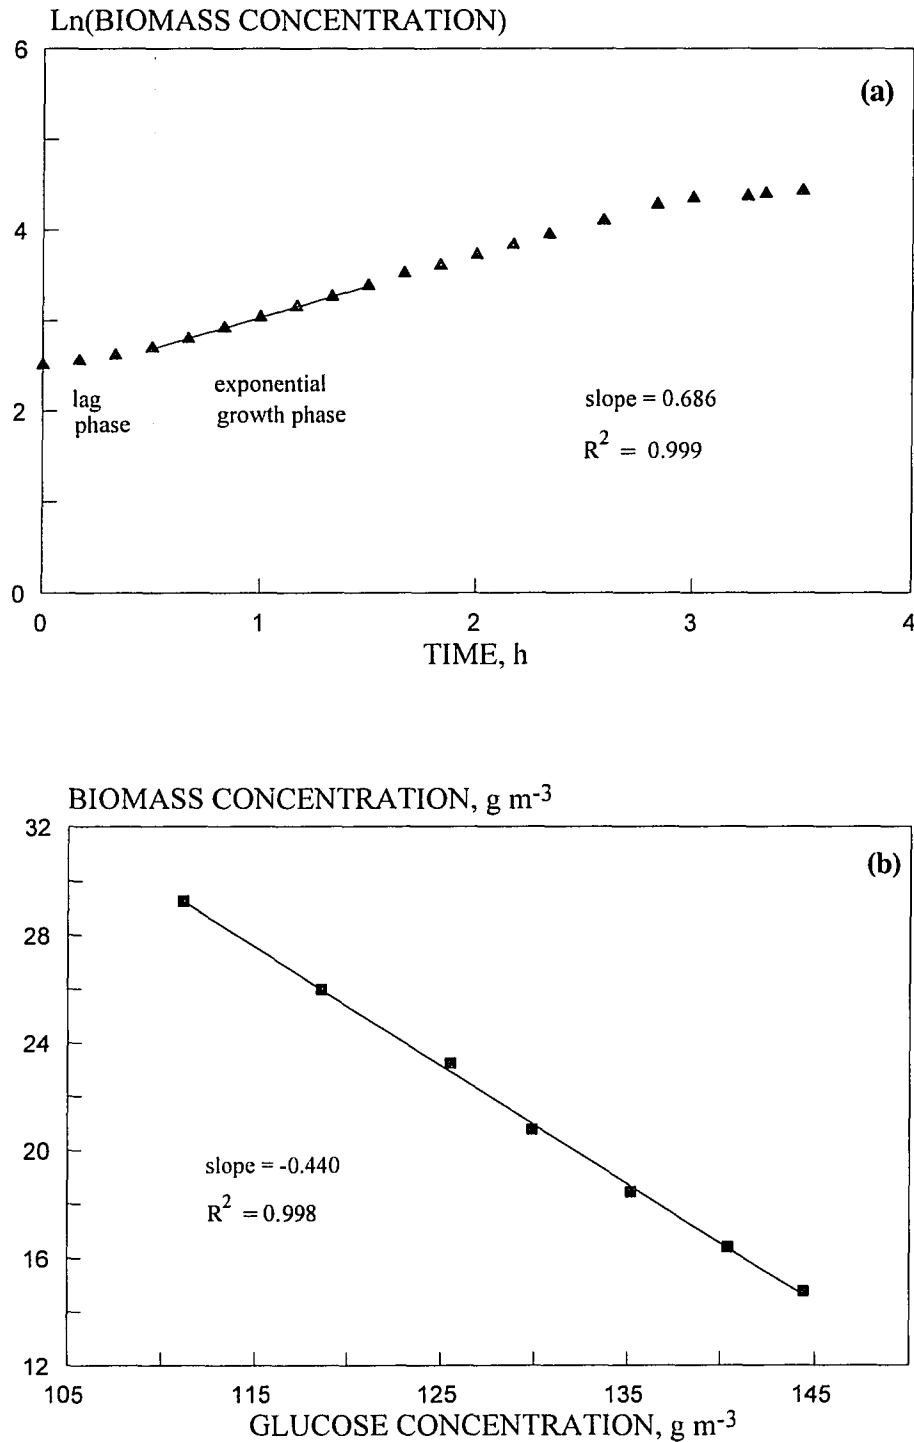 Ln(BIOMASS CONCENTRATION)
6
(a)
4
exponential
lag
growth phase
slope = 0.686
2
phase
R² = 0.999
0
0 1 2 3 4
TIME, h
BIOMASS CONCENTRATION, g m-3
32
(b)
28
24
20
slope = -0.440
R² = 0.998
16
12
105 115 125 135 145
GLUCOSE CONCENTRATION, g m-3